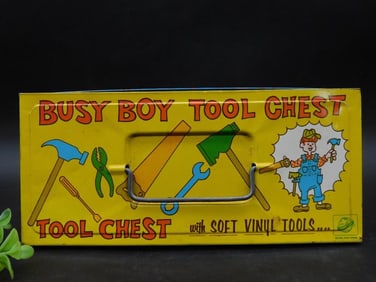 BUSY BOY TOOL CHEST
TOOL CHEST with SOFT VINYL TOOLS....